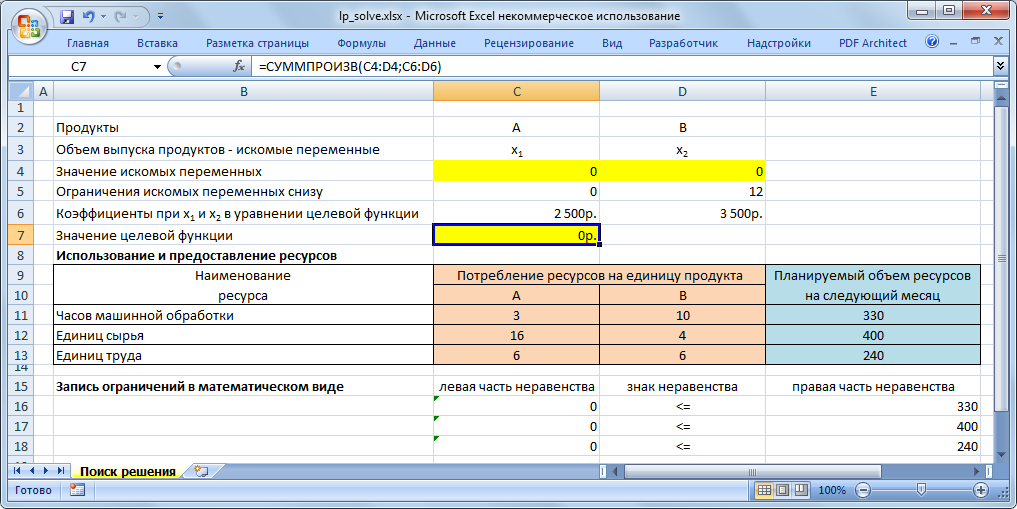 lp_solve.xlsx - Microsoft Excel некоммерческое использование
Главная Вставка Разметка страницы Формулы Данные Рецензирование Вид Разработчик Надстройки PDF Architect
C7 fx =СУММПРОИЗВ(C4:D4;C6:D6)
A B C D E
1
2 Продукты A B
3 Объем выпуска продуктов - искомые переменные x1 x2
4 Значение искомых переменных 0 0
5 Ограничения искомых переменных снизу 0 12
6 Коэффициенты при x1 и x2 в уравнении целевой функции 2 500р. 3 500р.
7 Значение целевой функции 0р.
8 Использование и предоставление ресурсов
9 Наименование Потребление ресурсов на единицу продукта Планируемый объем ресурсов
10 ресурса A B на следующий месяц
11 Часов машинной обработки 3 10 330
12 Единиц сырья 16 4 400
13 Единиц труда 6 6 240
14
15 Запись ограничений в математическом виде левая часть неравенства знак неравенства правая часть неравенства
16 0 <= 330
17 0 <= 400
18 0 <= 240
Поиск решения
Готово 100%